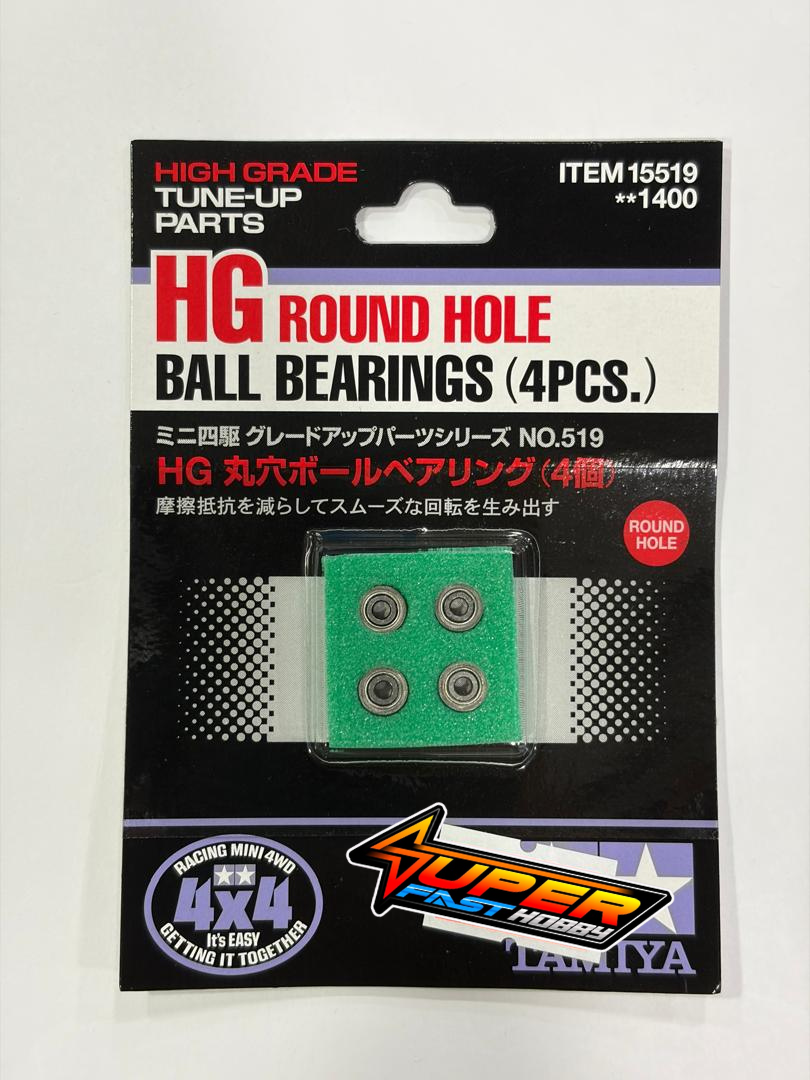 HIGH GRADE
TUNE-UP
PARTS
ITEM 15519
**1400
HG ROUND HOLE
BALL BEARINGS (4PCS.)
ミニ四駆 グレードアップパーツシリーズ NO.519
HG 丸穴ボールベアリング(4個)
摩擦抵抗を減らしてスムーズな回転を生み出す
ROUND
HOLE
RACING MINI 4WD
4x4
It's EASY
GETTING IT TOGETHER
SUPER
FAST HOBBY
TAMIYA